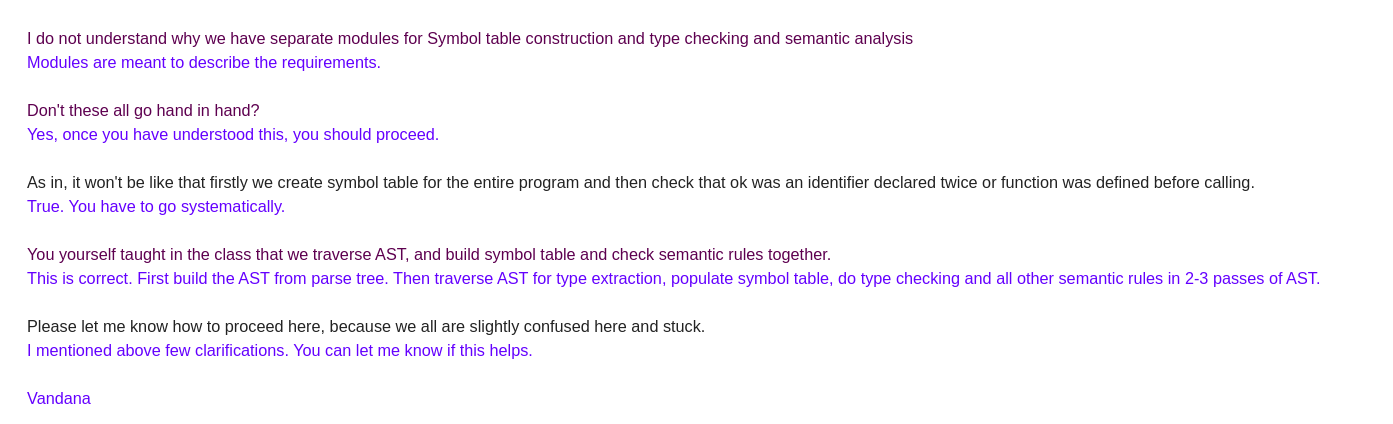 I do not understand why we have separate modules for Symbol table construction and type checking and semantic analysis
Modules are meant to describe the requirements.
Don't these all go hand in hand?
Yes, once you have understood this, you should proceed.
As in, it won't be like that firstly we create symbol table for the entire program and then check that ok was an identifier declared twice or function was defined before calling.
True. You have to go systematically.
You yourself taught in the class that we traverse AST, and build symbol table and check semantic rules together.
This is correct. First build the AST from parse tree. Then traverse AST for type extraction, populate symbol table, do type checking and all other semantic rules in 2-3 passes of AST.
Please let me know how to proceed here, because we all are slightly confused here and stuck.
I mentioned above few clarifications. You can let me know if this helps.
Vandana